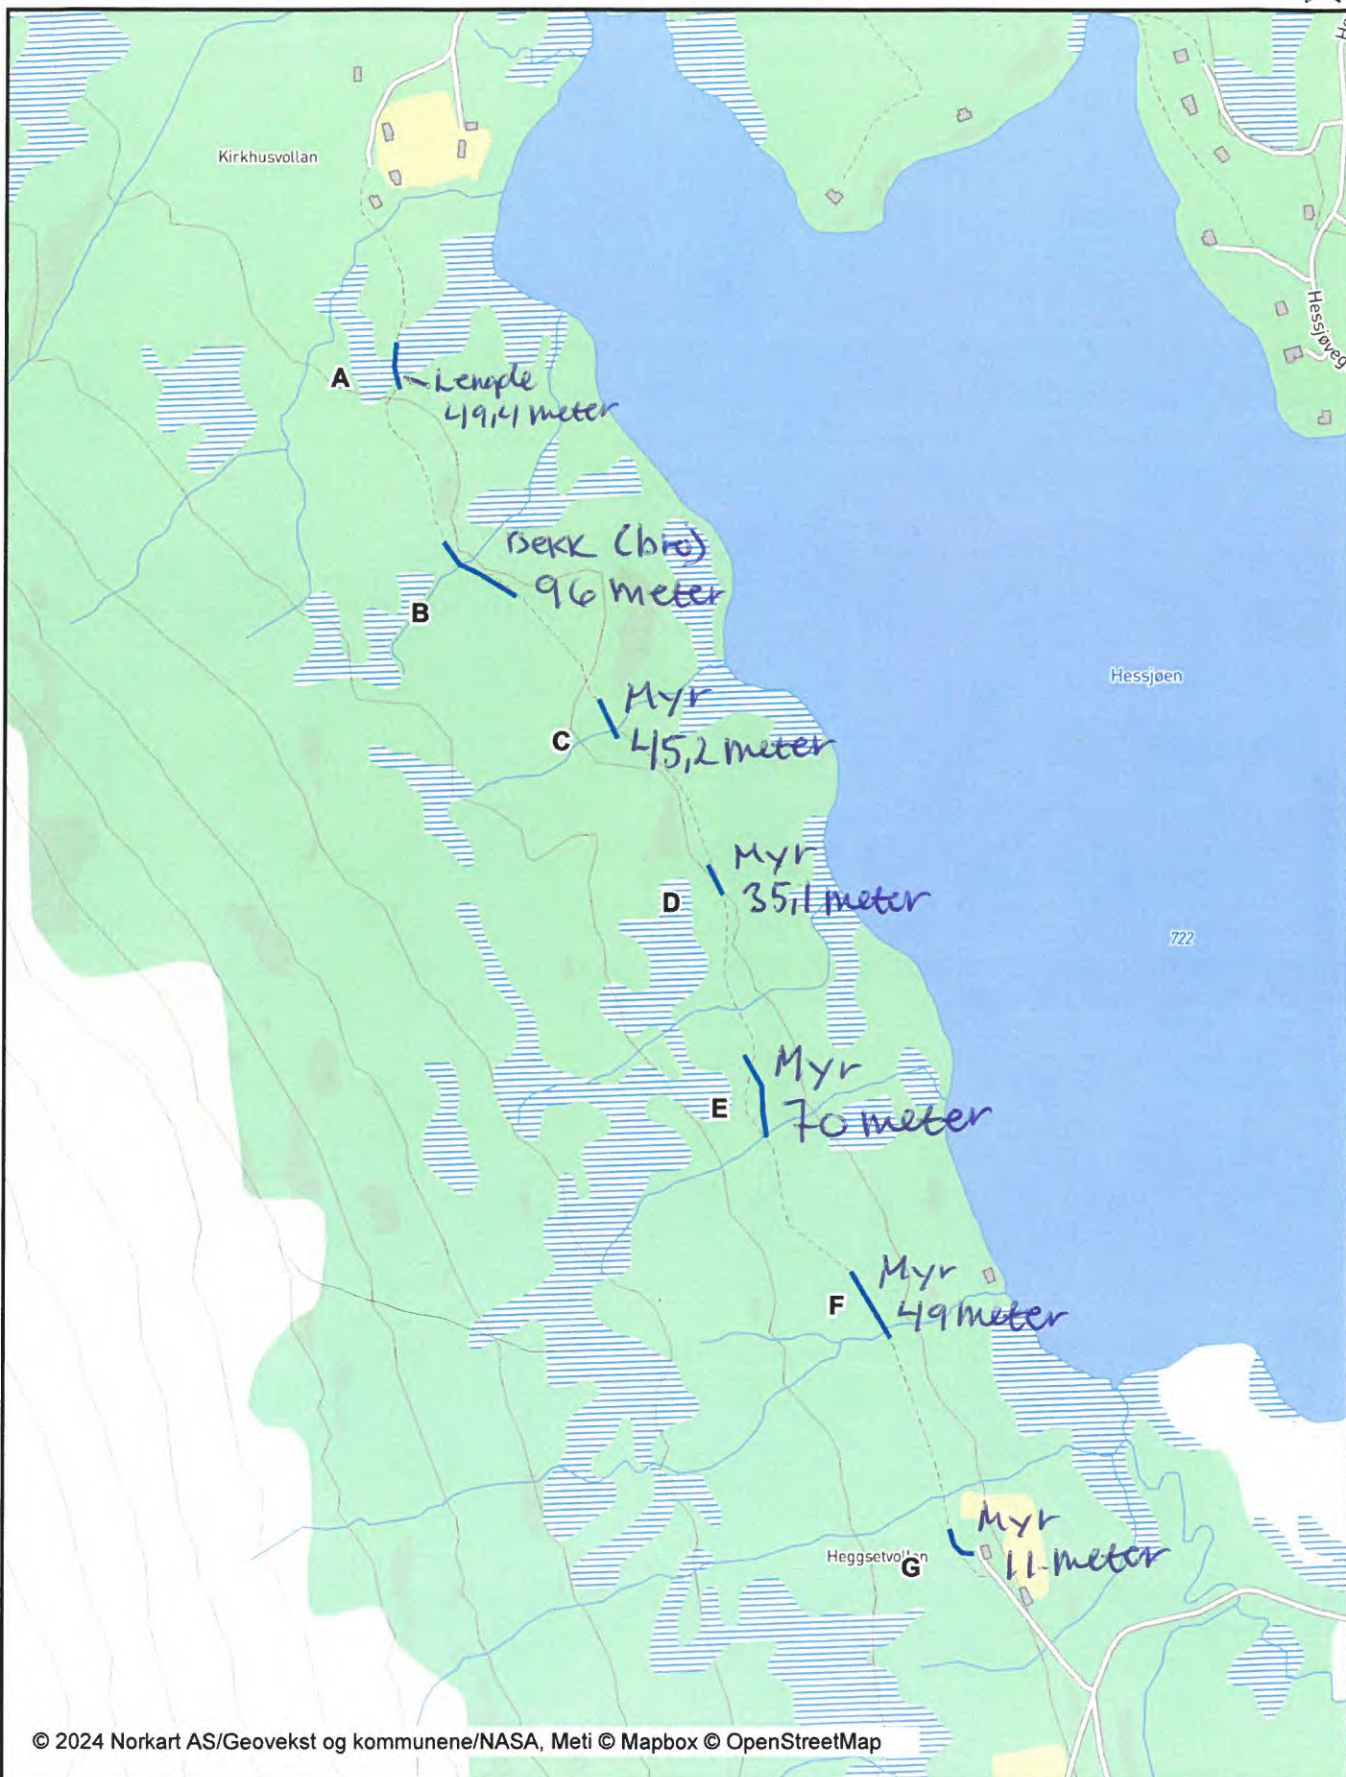 Kirkhusvollan
A
Lengde
49,4 meter
Bekk (bro)
96 meter
B
Hessjøveg
Hessjøen
Myr
C
45,2 meter
Myr
D
35,1 meter
722
Myr
E
70 meter
Myr
F
49 meter
Myr
Heggsetvollan
G
11 meter
© 2024 Norkart AS/Geovekst og kommunene/NASA, Meti © Mapbox © OpenStreetMap